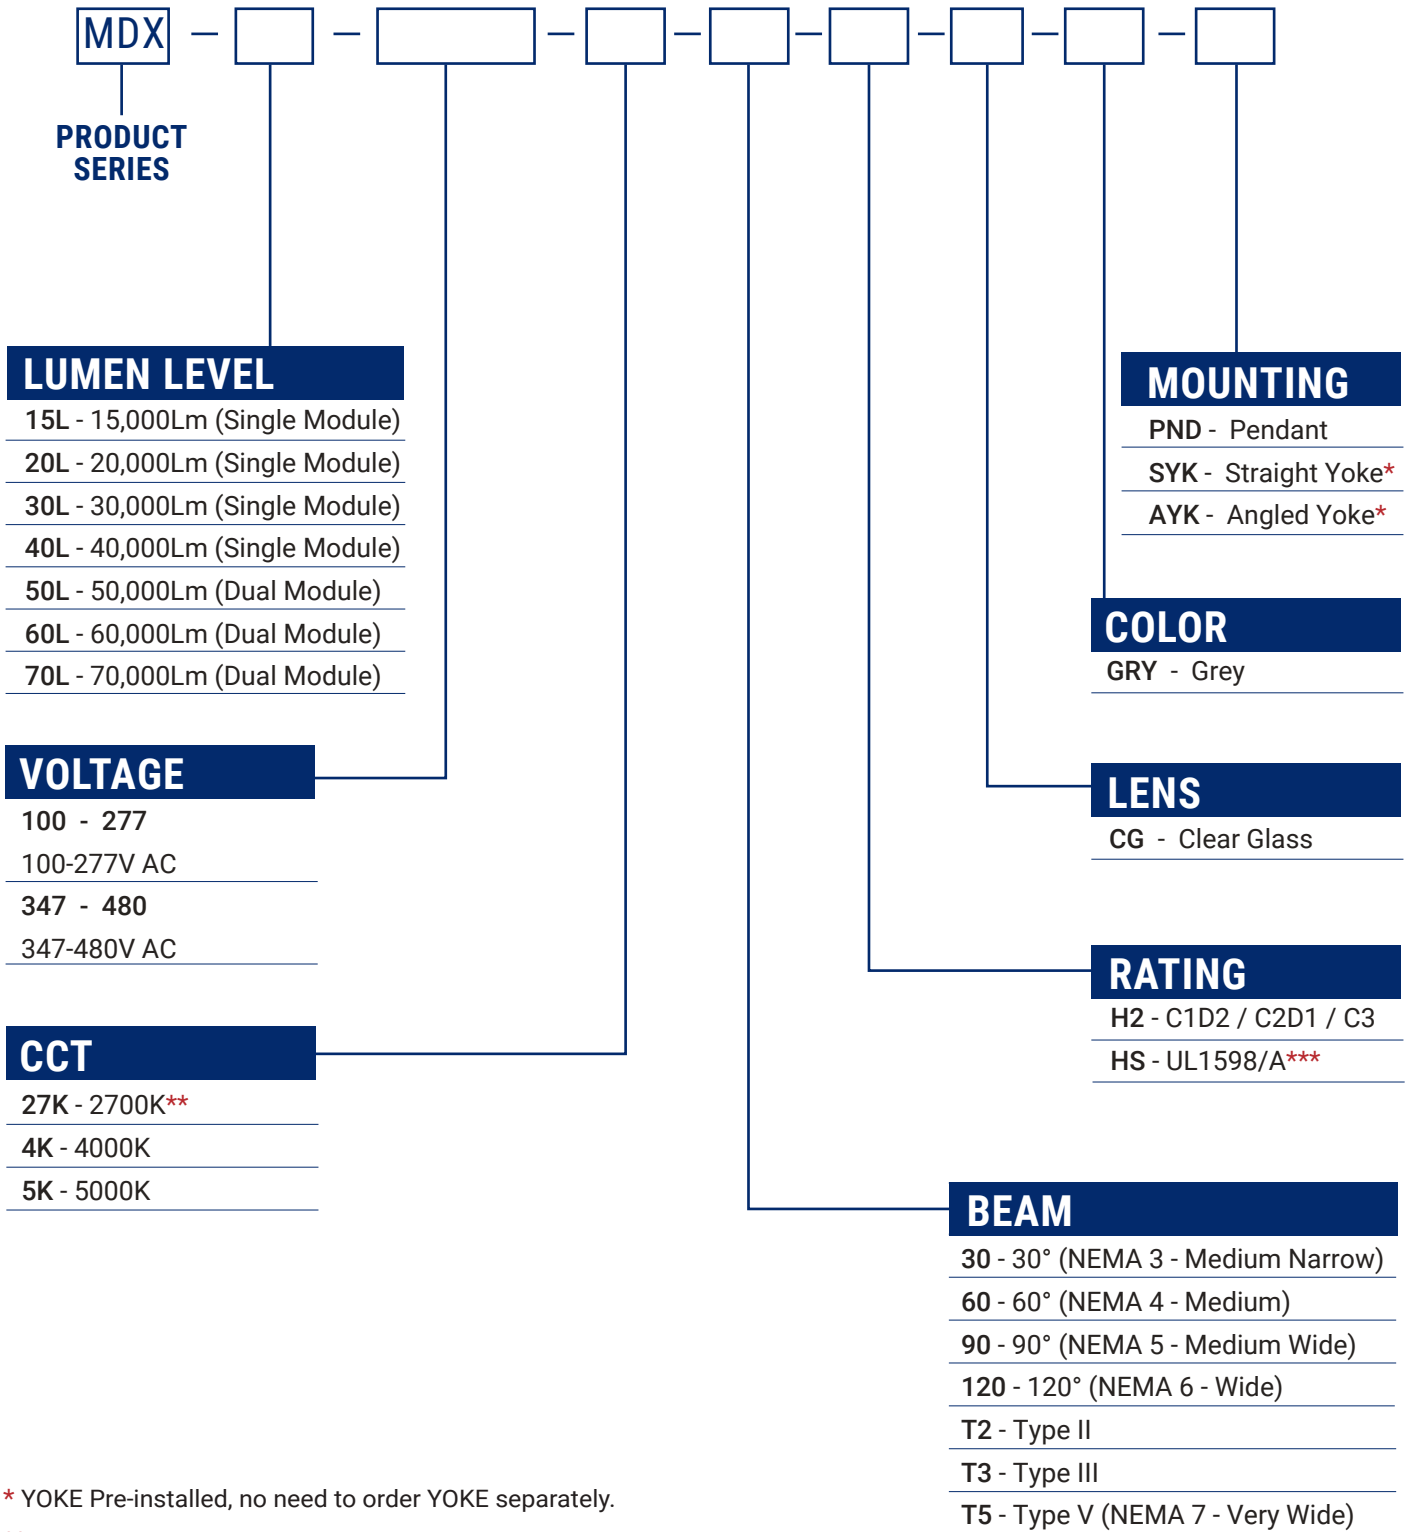 MDX
PRODUCT
SERIES
LUMEN LEVEL
15L - 15,000Lm (Single Module)
20L - 20,000Lm (Single Module)
30L - 30,000Lm (Single Module)
40L - 40,000Lm (Single Module)
50L - 50,000Lm (Dual Module)
60L - 60,000Lm (Dual Module)
70L - 70,000Lm (Dual Module)
VOLTAGE
100 - 277
100-277V AC
347 - 480
347-480V AC
CCT
27K - 2700K**
4K - 4000K
5K - 5000K
MOUNTING
PND - Pendant
SYK - Straight Yoke*
AYK - Angled Yoke*
COLOR
GRY - Grey
LENS
CG - Clear Glass
RATING
H2 - C1D2 / C2D1 / C3
HS - UL1598/A***
BEAM
30 - 30° (NEMA 3 - Medium Narrow)
60 - 60° (NEMA 4 - Medium)
90 - 90° (NEMA 5 - Medium Wide)
120 - 120° (NEMA 6 - Wide)
T2 - Type II
T3 - Type III
T5 - Type V (NEMA 7 - Very Wide)
* YOKE Pre-installed, no need to order YOKE separately.